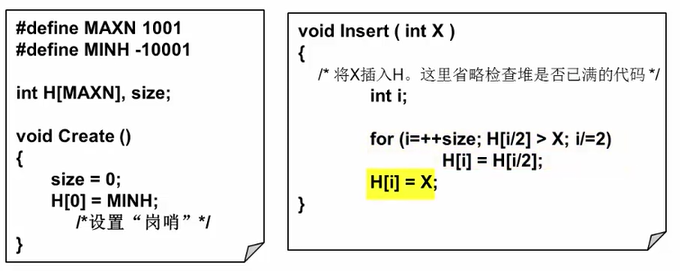 #define MAXN 1001
#define MINH -10001
int H[MAXN], size;
void Create ()
{
size = 0;
H[0] = MINH;
/*设置“岗哨”*/
}
void Insert ( int X )
{
/* 将X插入H。这里省略检查堆是否已满的代码 */
int i;
for (i=++size; H[i/2] > X; i/=2)
H[i] = H[i/2];
H[i] = X;
}